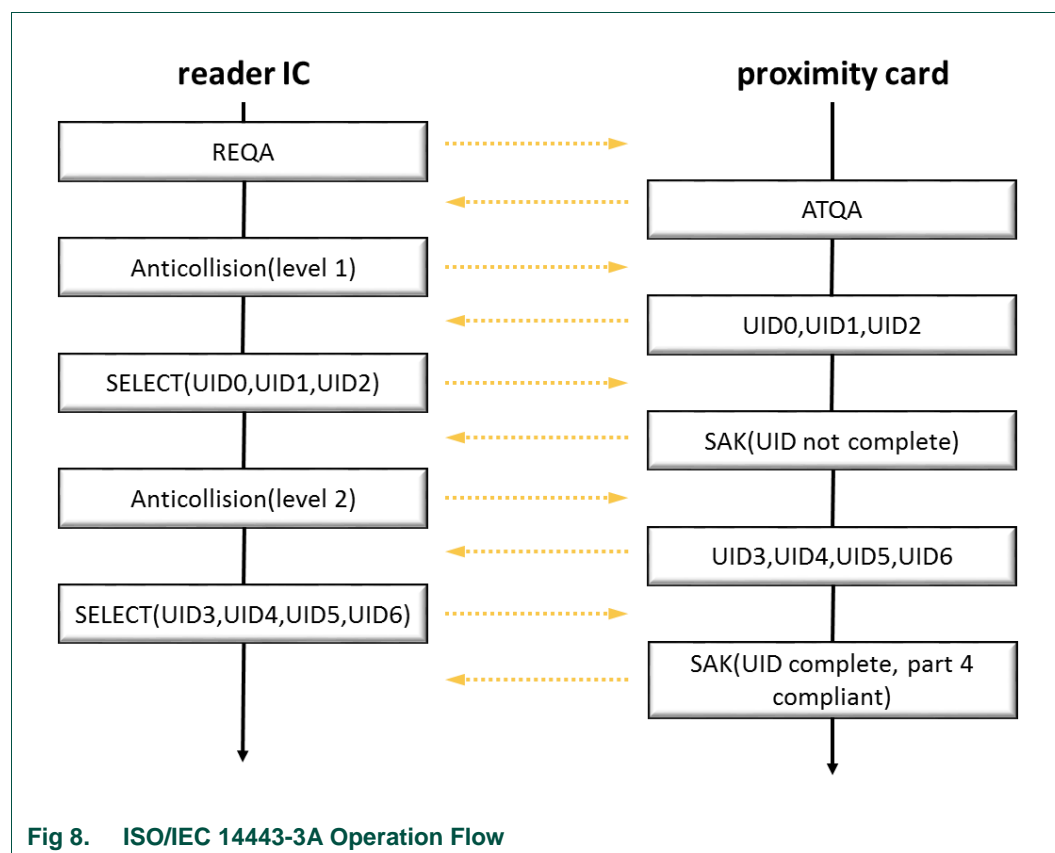 reader IC
proximity card
REQA
ATQA
Anticollision(level 1)
UID0,UID1,UID2
SELECT(UID0,UID1,UID2)
SAK(UID not complete)
Anticollision(level 2)
UID3,UID4,UID5,UID6
SELECT(UID3,UID4,UID5,UID6)
SAK(UID complete, part 4
compliant)
Fig 8. ISO/IEC 14443-3A Operation Flow